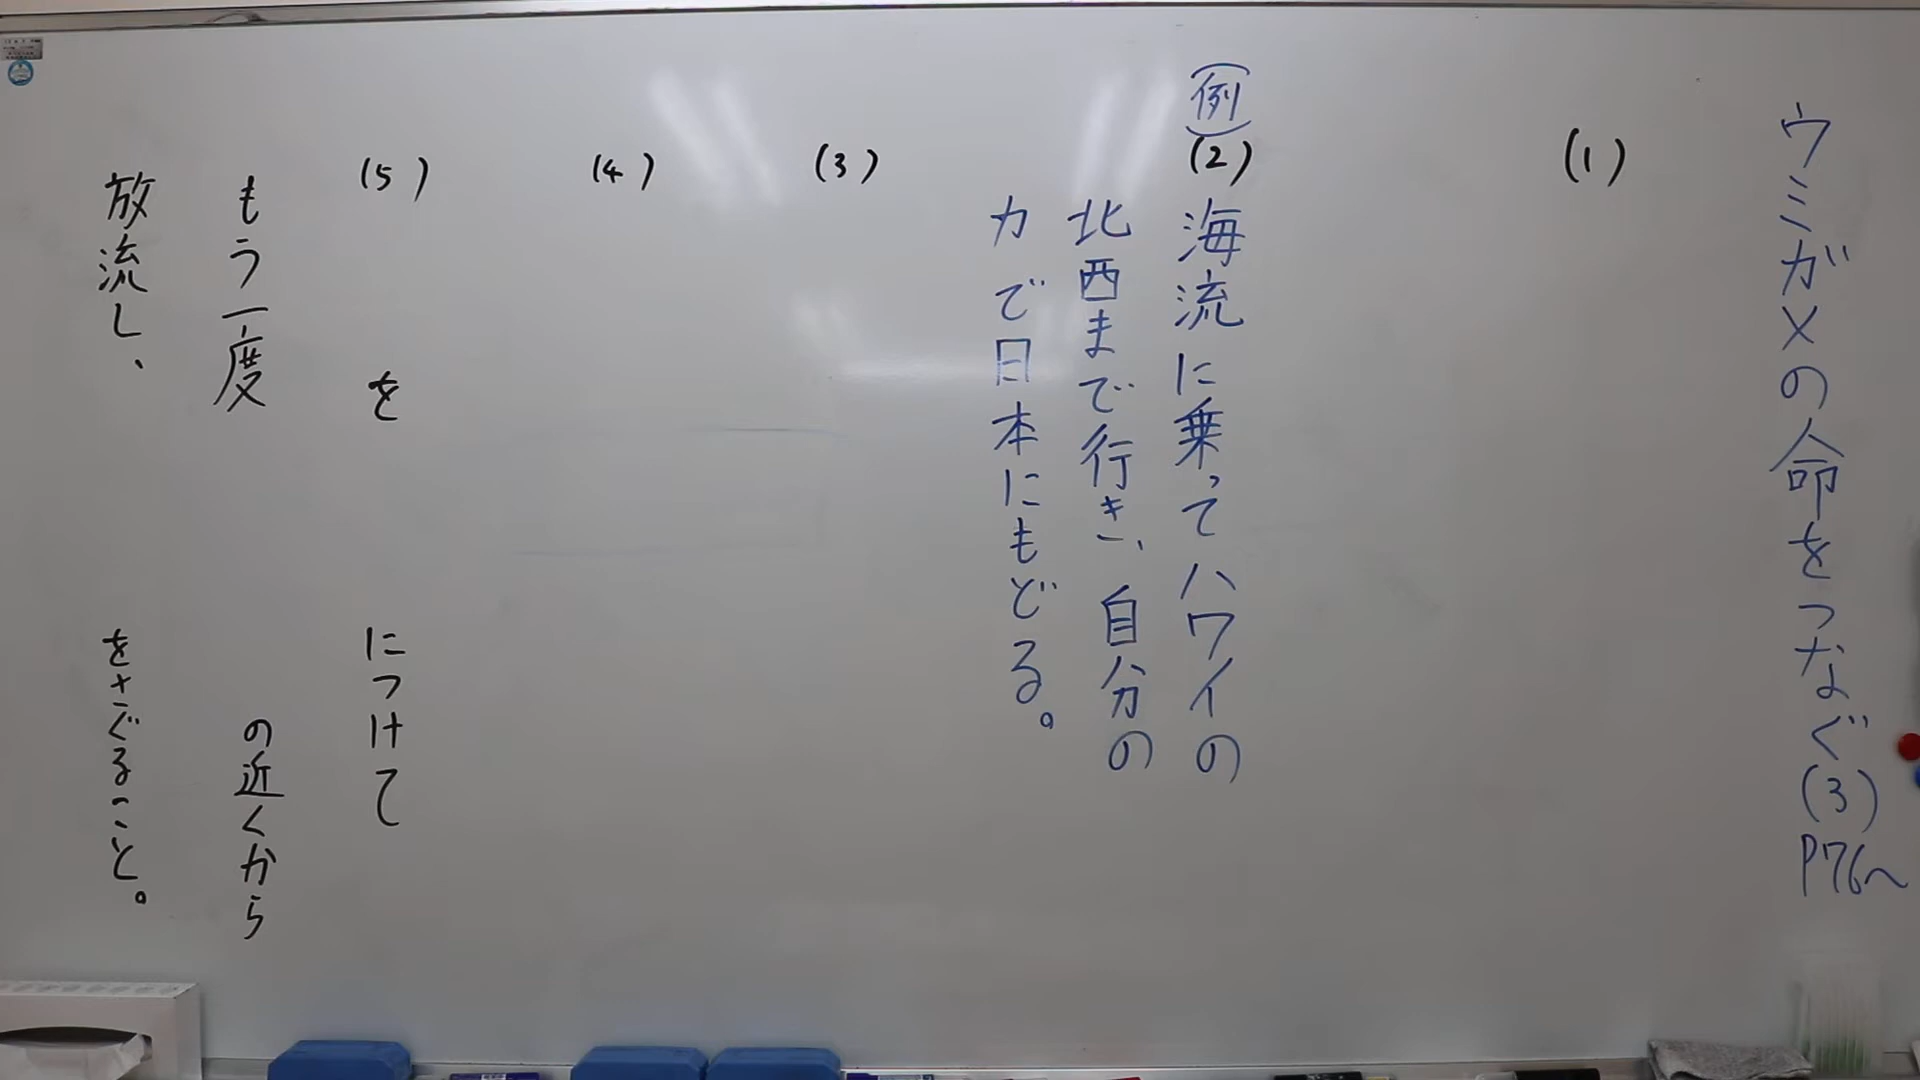 ウミガメの命をつなぐ(3) P76〜
(1)
(例)
(2) 海流に乗ってハワイの
北西まで行き、自分の
力で日本にもどる。
(3)
(4)
(5) を につけて
もう一度 の近くから
放流し、 をさぐること。